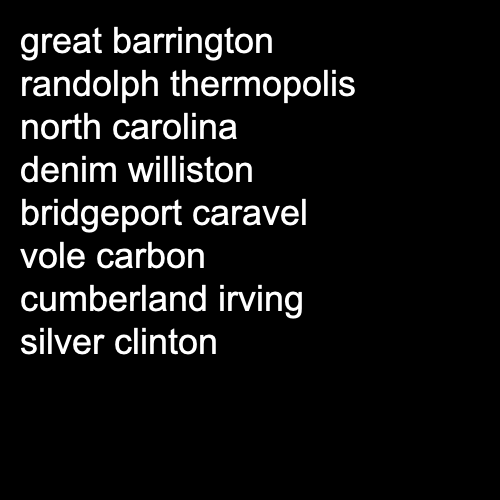 great barrington
randolph thermopolis
north carolina
denim williston
bridgeport caravel
vole carbon
cumberland irving
silver clinton